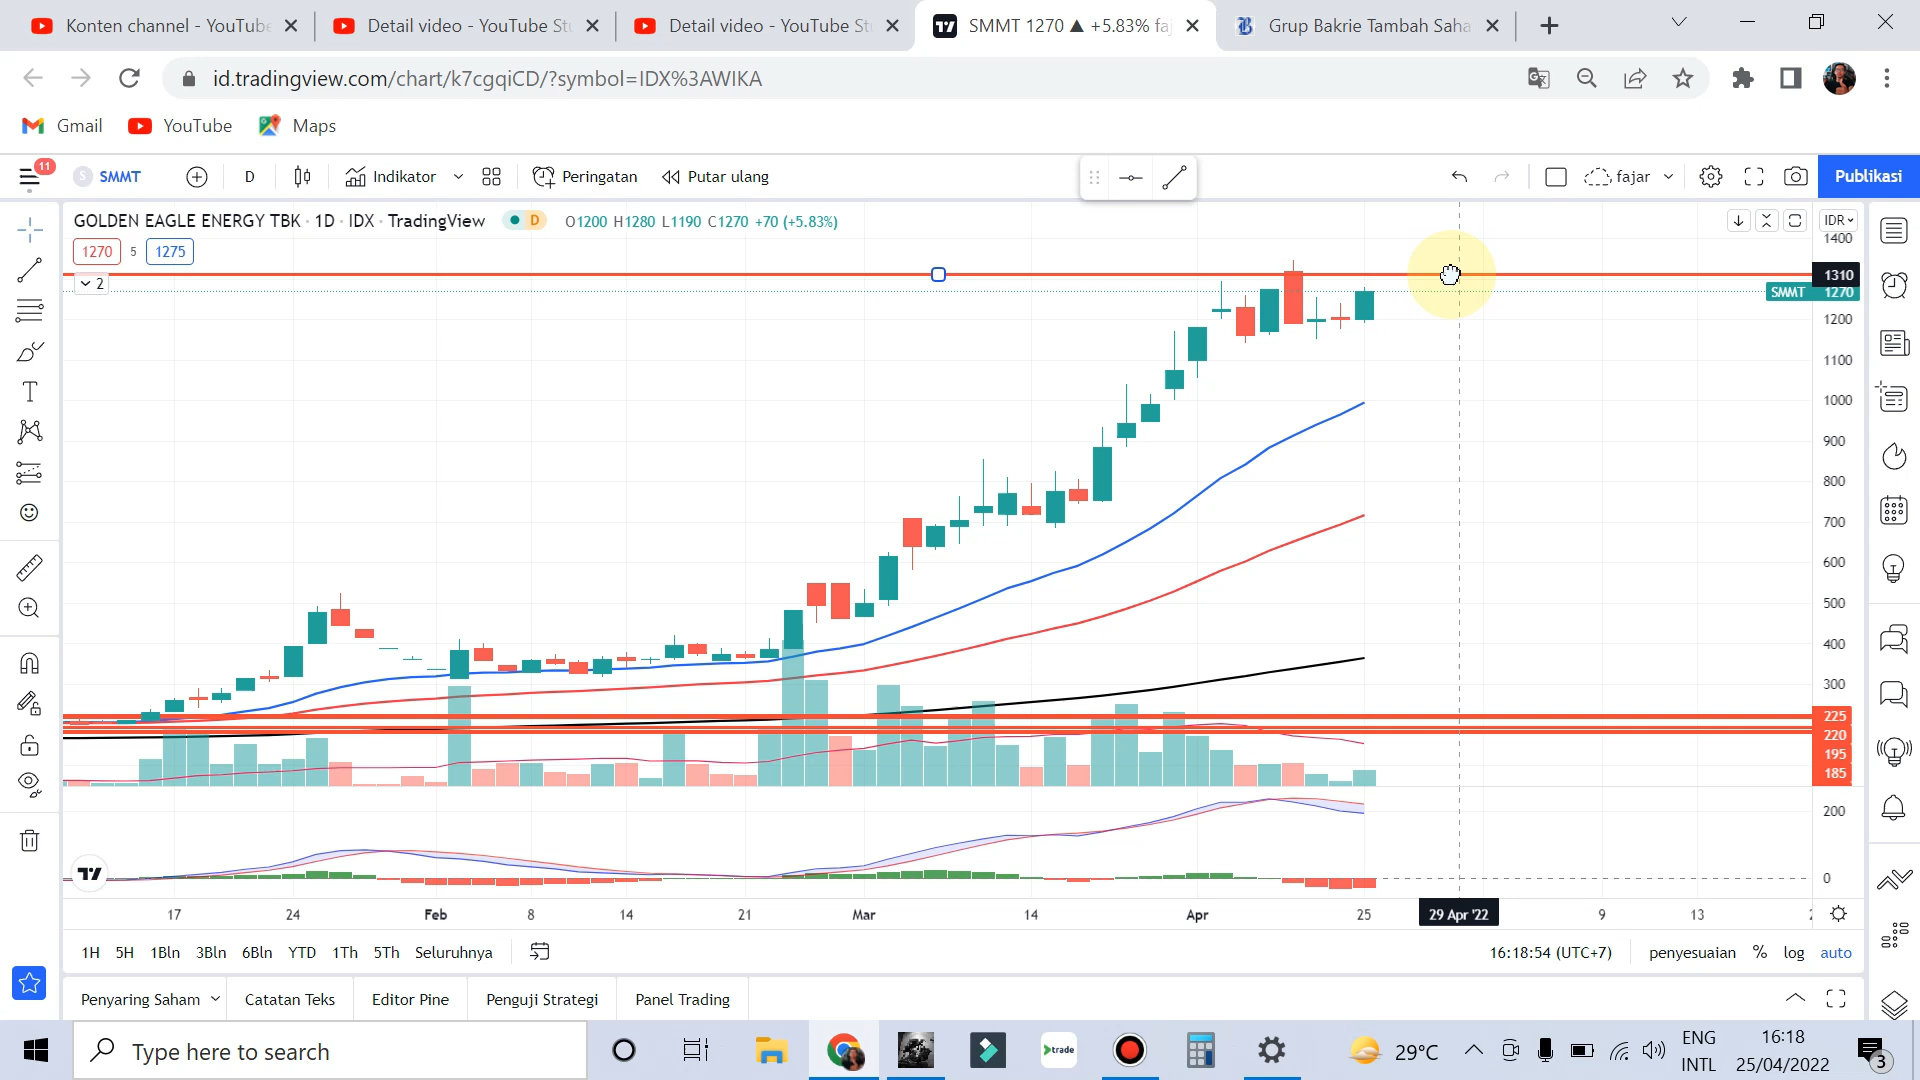 Konten channel - YouTube
Detail video - YouTube St
Detail video - YouTube St
SMMT 1270 ▲ +5.83% faj
Grup Bakrie Tambah Saha
id.tradingview.com/chart/k7cgqiCD/?symbol=IDX%3AWIKA
Gmail
YouTube
Maps
11
S SMMT
D
Indikator
Peringatan
Putar ulang
fajar
Publikasi
GOLDEN EAGLE ENERGY TBK · 1D · IDX · TradingView
D
O1200 H1280 L1190 C1270 +70 (+5.83%)
IDR
1270 5 1275
2
1400
1310
SMMT 1270
1200
1100
1000
900
800
700
600
500
400
300
225
220
195
185
200
0
17 24 Feb 8 14 21 Mar 14 Apr 25 29 Apr '22 9 13
1H 5H 1Bln 3Bln 6Bln YTD 1Th 5Th Seluruhnya
16:18:54 (UTC+7) penyesuaian % log auto
Penyaring Saham Catatan Teks Editor Pine Penguji Strategi Panel Trading
Type here to search
trade
29°C
ENG
INTL
16:18
25/04/2022
3